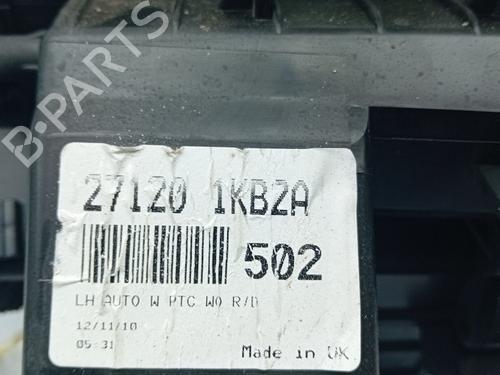 B-PARTS
27120 1KB2A
502
LH AUTO W PTC WO R/D
12/11/10
05:31
Made in UK